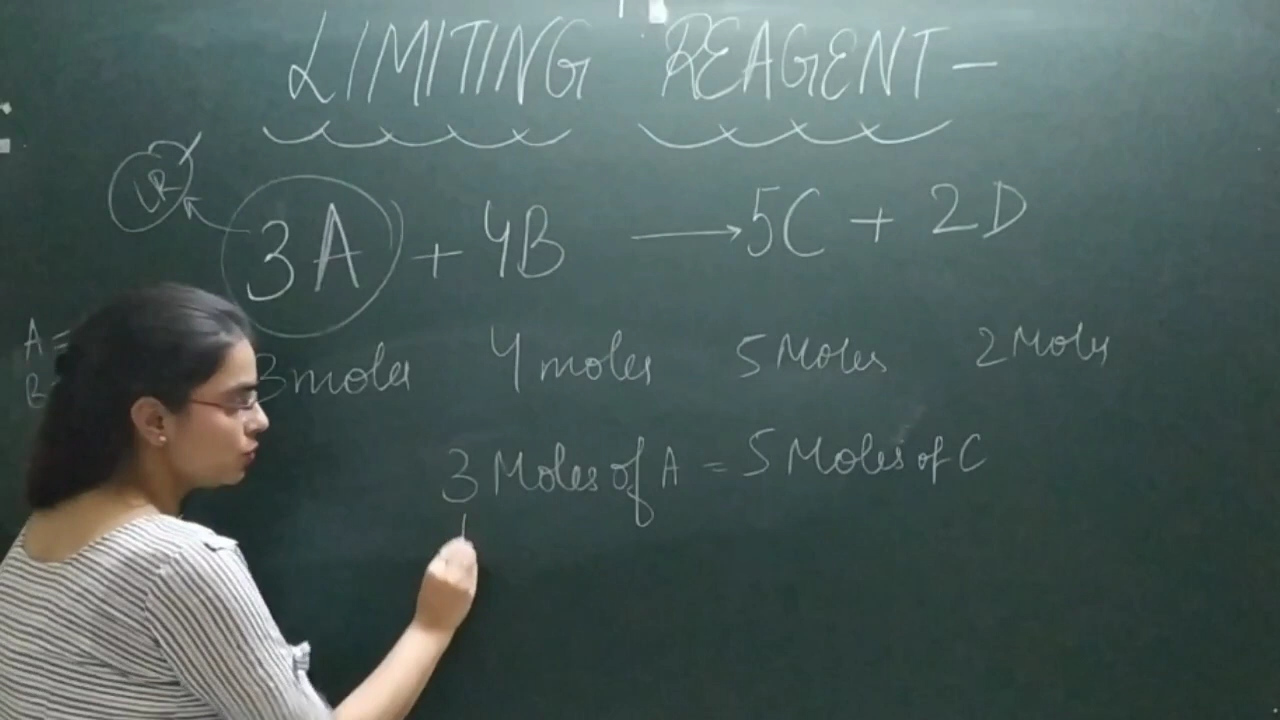 LIMITING REAGENT –
LR
3A + 4B → 5C + 2D
A =
B
3 moles 4 moles 5 Moles 2 Moles
3 Moles of A = 5 Moles of C
1